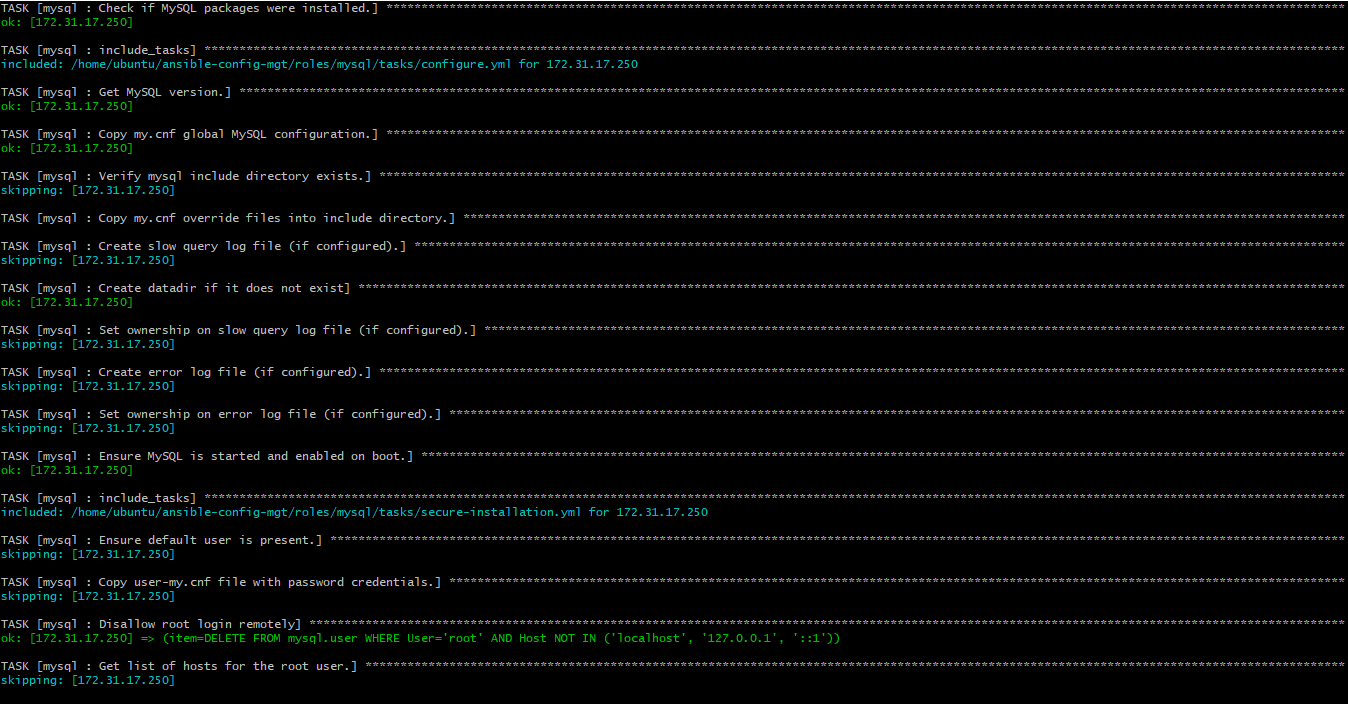 TASK [mysql : Check if MySQL packages were installed.] *****************************************************************************************************************************************
ok: [172.31.17.250]
TASK [mysql : include_tasks] *******************************************************************************************************************************************************************
included: /home/ubuntu/ansible-config-mgt/roles/mysql/tasks/configure.yml for 172.31.17.250
TASK [mysql : Get MySQL version.] **************************************************************************************************************************************************************
ok: [172.31.17.250]
TASK [mysql : Copy my.cnf global MySQL configuration.] *****************************************************************************************************************************************
ok: [172.31.17.250]
TASK [mysql : Verify mysql include directory exists.] ******************************************************************************************************************************************
skipping: [172.31.17.250]
TASK [mysql : Copy my.cnf override files into include directory.] ******************************************************************************************************************************
TASK [mysql : Create slow query log file (if configured).] *************************************************************************************************************************************
skipping: [172.31.17.250]
TASK [mysql : Create datadir if it does not exist] *********************************************************************************************************************************************
ok: [172.31.17.250]
TASK [mysql : Set ownership on slow query log file (if configured).] ***************************************************************************************************************************
skipping: [172.31.17.250]
TASK [mysql : Create error log file (if configured).] ******************************************************************************************************************************************
skipping: [172.31.17.250]
TASK [mysql : Set ownership on error log file (if configured).] ********************************************************************************************************************************
skipping: [172.31.17.250]
TASK [mysql : Ensure MySQL is started and enabled on boot.] ************************************************************************************************************************************
ok: [172.31.17.250]
TASK [mysql : include_tasks] *******************************************************************************************************************************************************************
included: /home/ubuntu/ansible-config-mgt/roles/mysql/tasks/secure-installation.yml for 172.31.17.250
TASK [mysql : Ensure default user is present.] *************************************************************************************************************************************************
skipping: [172.31.17.250]
TASK [mysql : Copy user-my.cnf file with password credentials.] ********************************************************************************************************************************
skipping: [172.31.17.250]
TASK [mysql : Disallow root login remotely] ****************************************************************************************************************************************************
ok: [172.31.17.250] => (item=DELETE FROM mysql.user WHERE User='root' AND Host NOT IN ('localhost', '127.0.0.1', '::1'))
TASK [mysql : Get list of hosts for the root user.] ********************************************************************************************************************************************
skipping: [172.31.17.250]